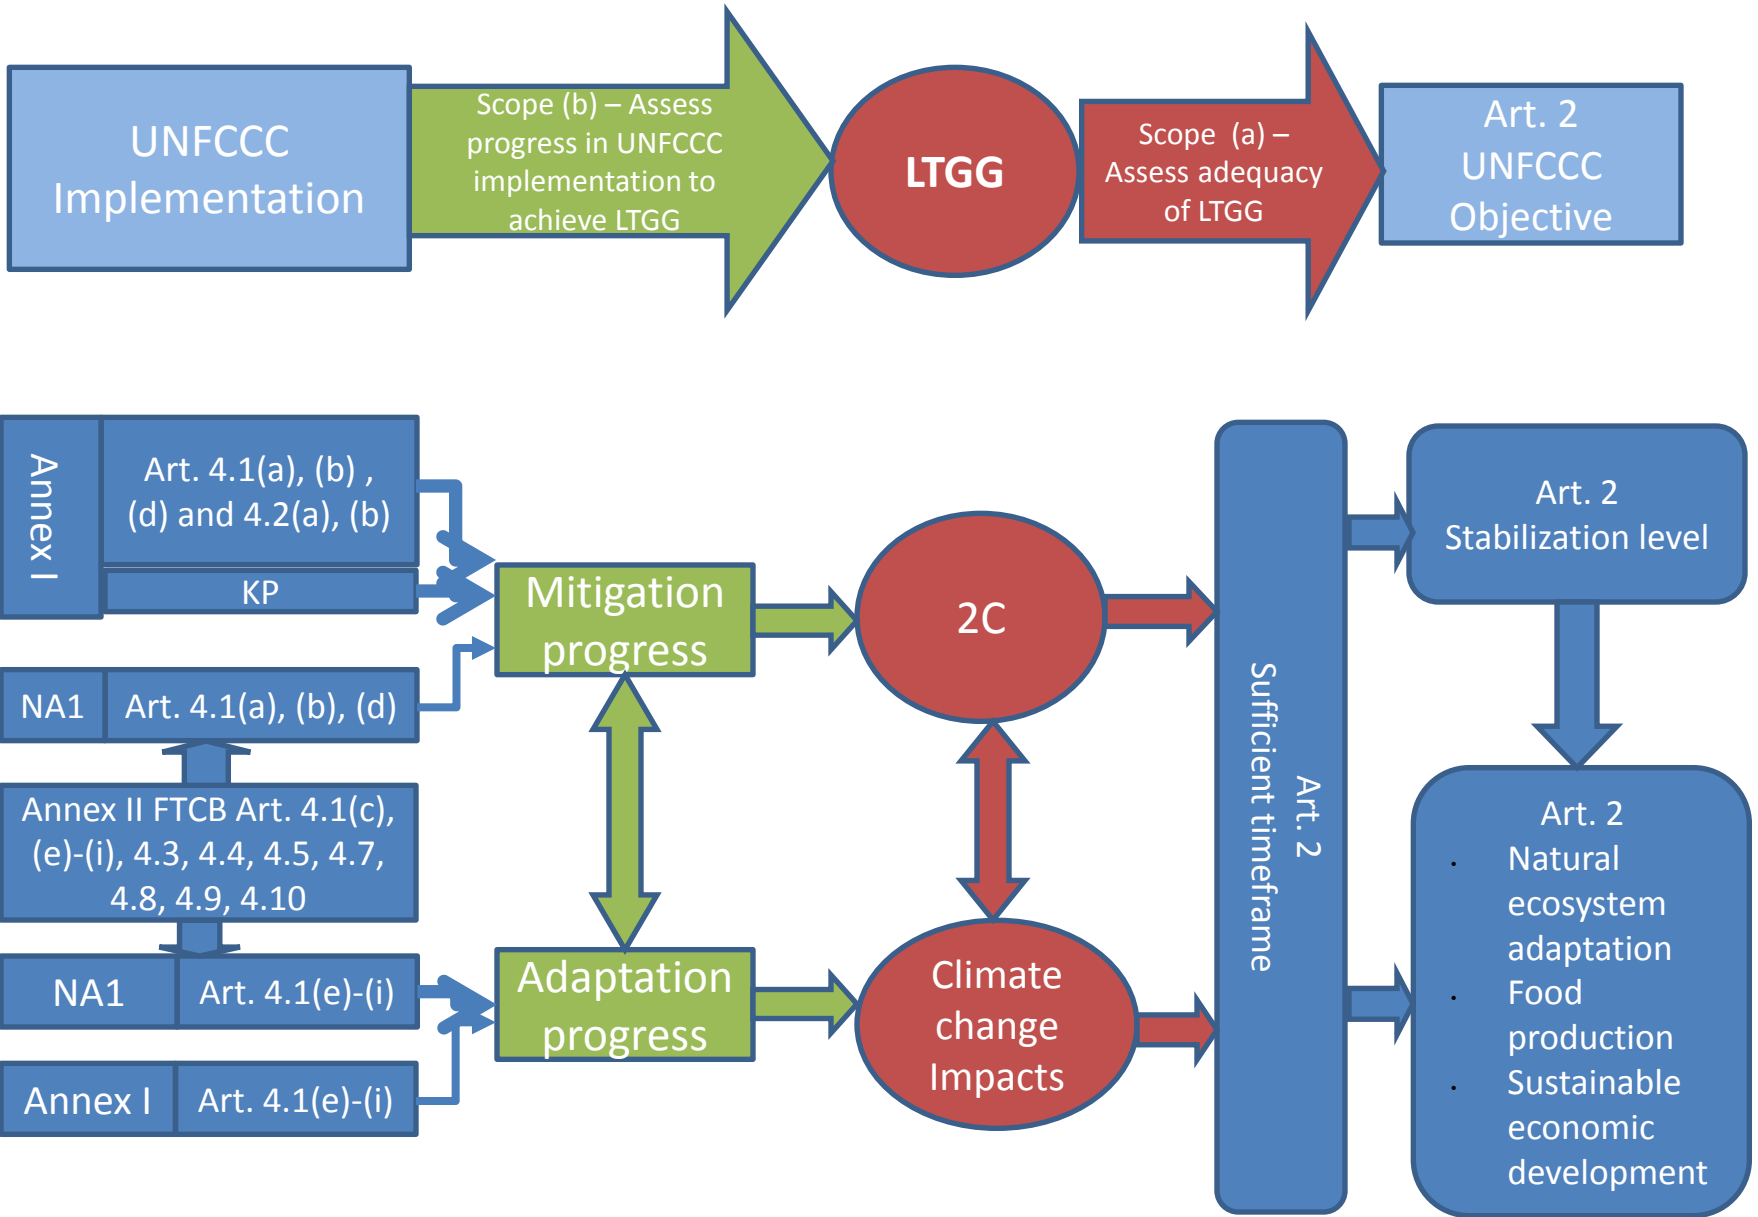 UNFCCC
Implementation
Scope (b) – Assess
progress in UNFCCC
implementation to
achieve LTGG
LTGG
Scope  (a) –
Assess adequacy
of LTGG
Art. 2
UNFCCC
Objective
Annex I
Art. 4.1(a), (b) ,
(d) and 4.2(a), (b)
KP
NA1
Art. 4.1(a), (b), (d)
Annex II FTCB Art. 4.1(c),
(e)-(i), 4.3, 4.4, 4.5, 4.7,
4.8, 4.9, 4.10
NA1
Art. 4.1(e)-(i)
Annex I
Art. 4.1(e)-(i)
Mitigation
progress
Adaptation
progress
2C
Climate
change
Impacts
Art. 2
Sufficient timeframe
Art. 2
Stabilization level
Art. 2
• Natural
ecosystem
adaptation
• Food
production
• Sustainable
economic
development